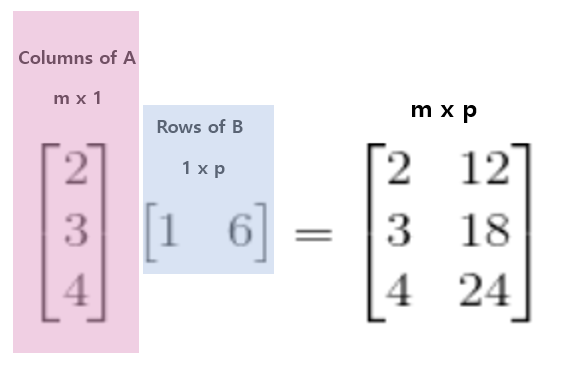 Columns of A
m x 1
Rows of B
1 x p
m x p
[2
3
4] [1 6] = [2 12
3 18
4 24]